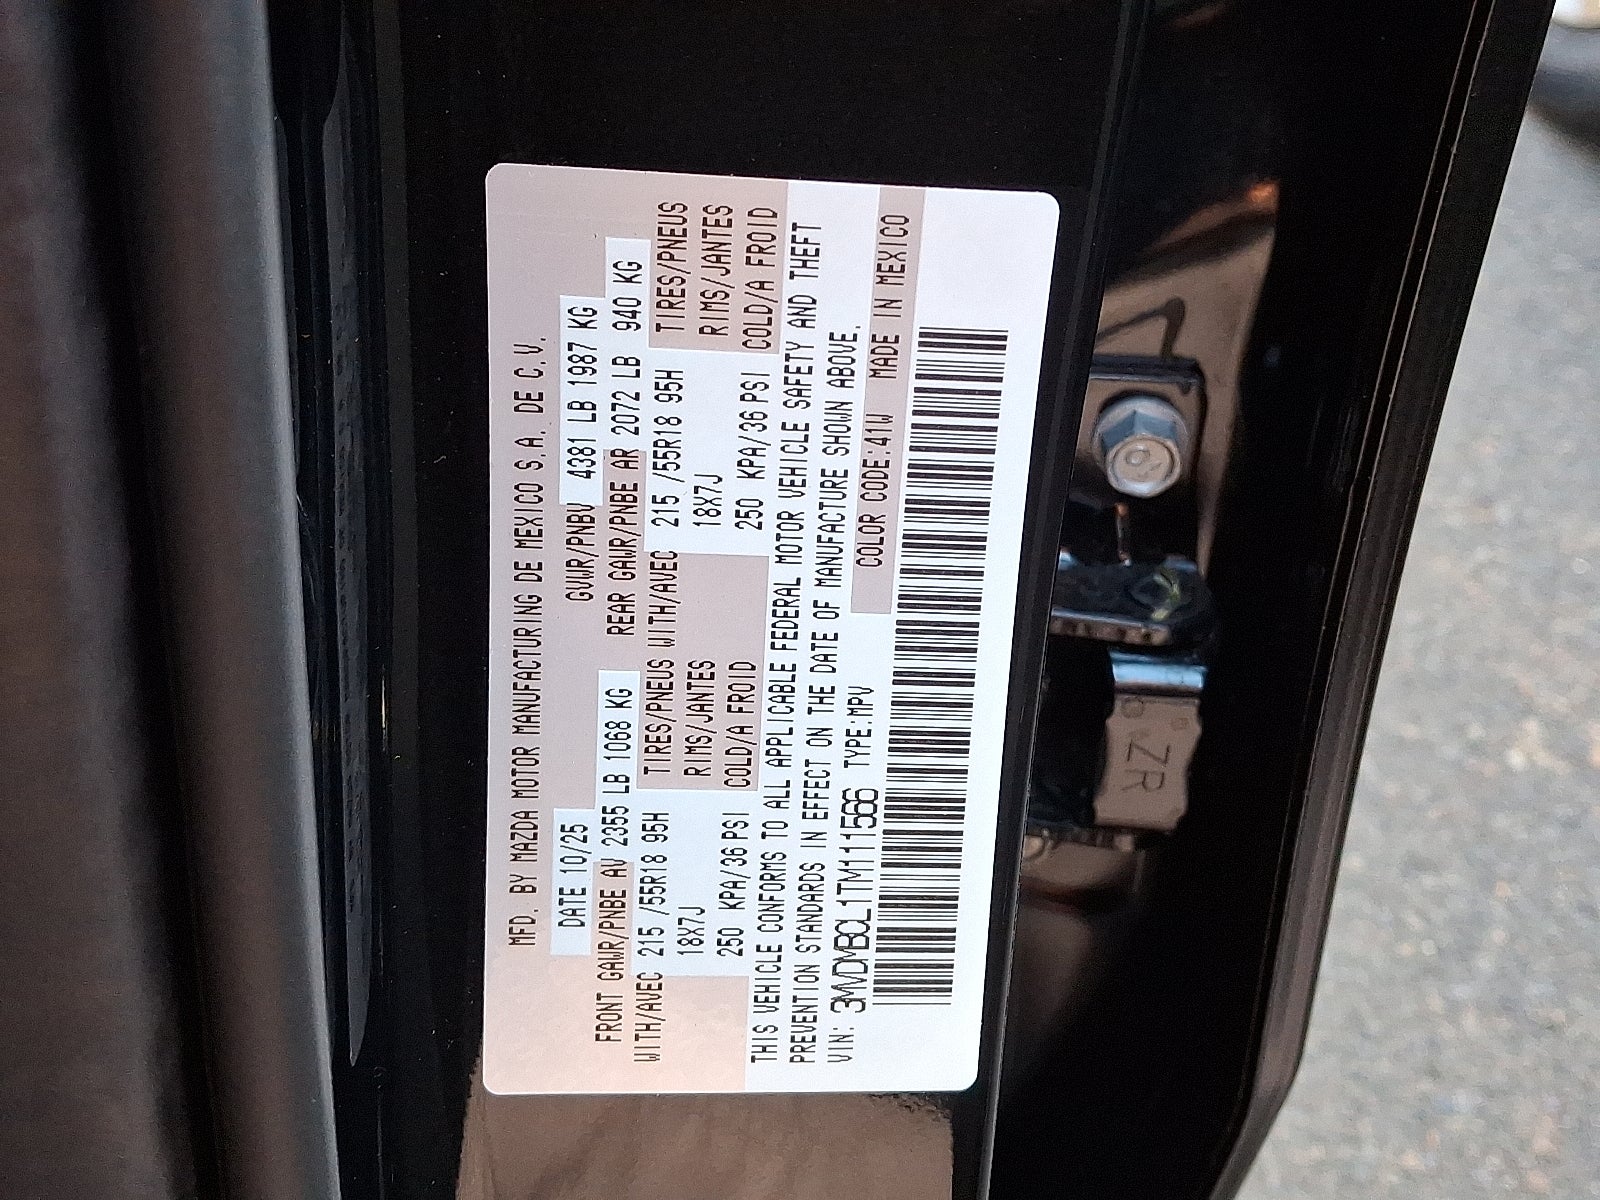 MFD. BY MAZDA MOTOR MANUFACTURING DE MEXICO S.A. DE C.V.
DATE 10/25 GVWR/PNBV 4381 LB 1987 KG
FRONT GAWR/PNBE AV 2355 LB 1068 KG REAR GAWR/PNBE AR 2072 LB 940 KG
WITH/AVEC 215 /55R18 95H TIRES/PNEUS WITH/AVEC 215 /55R18 95H TIRES/PNEUS
18X7J RIMS/JANTES 18X7J RIMS/JANTES
250 KPA/36 PSI COLD/A FROID 250 KPA/36 PSI COLD/A FROID
THIS VEHICLE CONFORMS TO ALL APPLICABLE FEDERAL MOTOR VEHICLE SAFETY AND THEFT
PREVENTION STANDARDS IN EFFECT ON THE DATE OF MANUFACTURE SHOWN ABOVE.
VIN: 3MVDMBCL1TM111566 TYPE:MPV COLOR CODE:41W MADE IN MEXICO
ZR